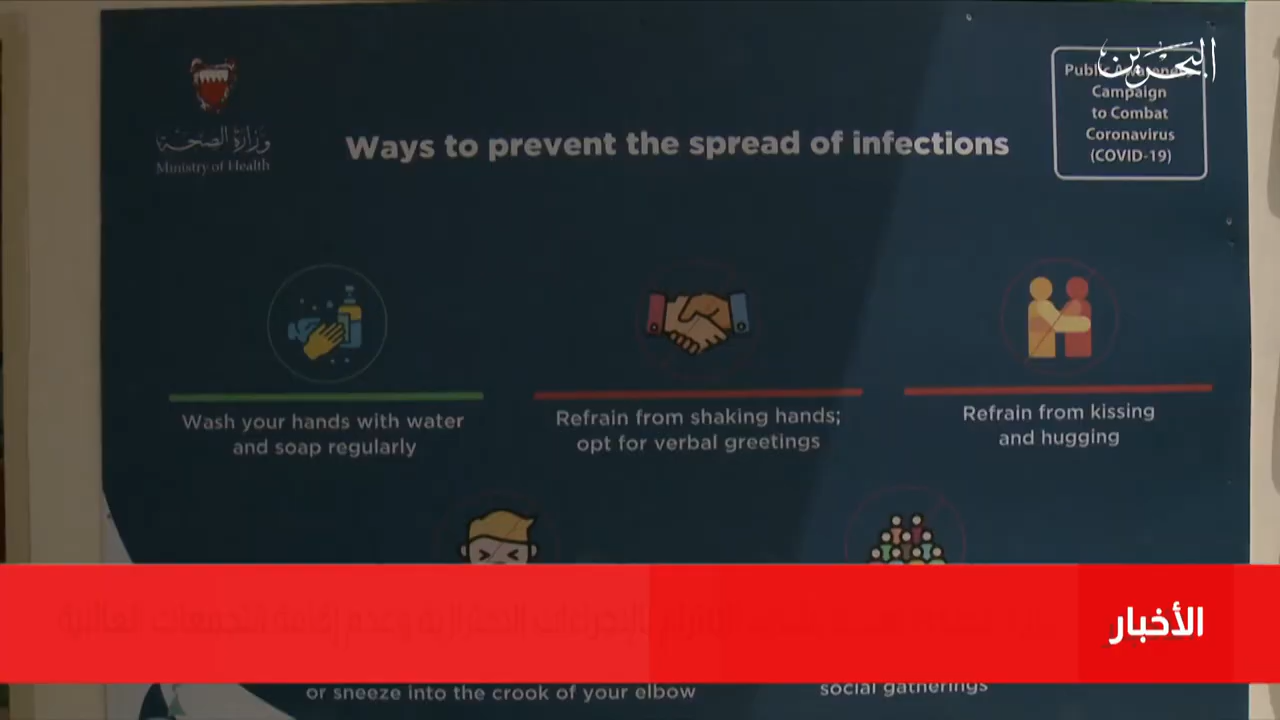 البحرين
وزارة الصحة
Ministry of Health
Ways to prevent the spread of infections
Public Awareness
Campaign
to Combat
Coronavirus
(COVID-19)
Wash your hands with water
and soap regularly
Refrain from shaking hands;
opt for verbal greetings
Refrain from kissing
and hugging
الأخبار
or sneeze into the crook of your elbow
social gatherings